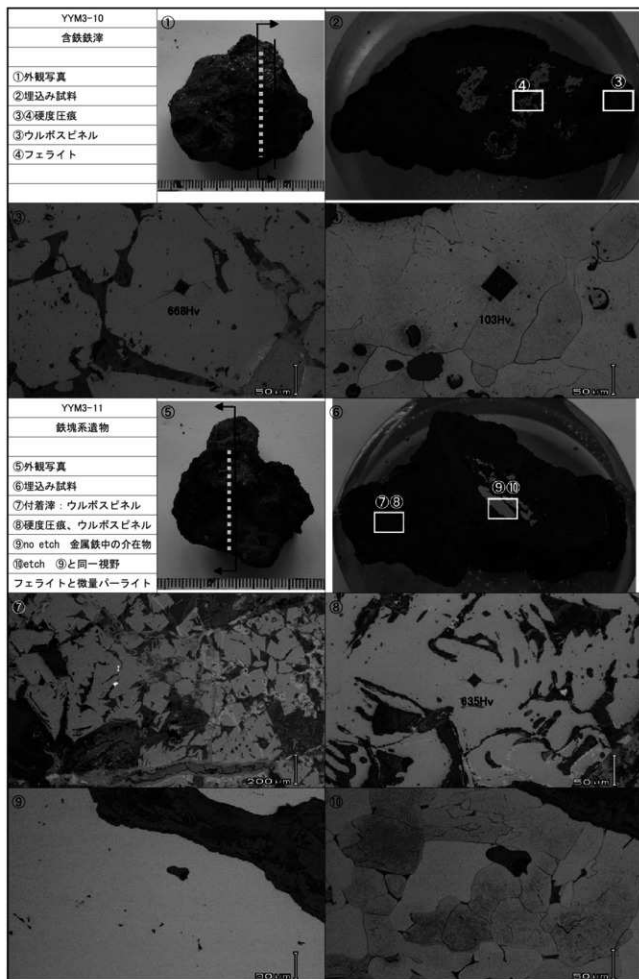 YYM3-10
含鉄鉄滓
①外観写真
②埋込み試料
③④硬度圧痕
③ウルボスピネル
④フェライト
①
②
④
③
③
668Hv
50μm
103Hv
50μm
YYM3-11
鉄塊系遺物
⑤外観写真
⑥埋込み試料
⑦付着滓：ウルボスピネル
⑧硬度圧痕、ウルボスピネル
⑨no etch 金属鉄中の介在物
⑩etch ⑨と同一視野
フェライトと微量パーライト
⑤
⑥
⑦⑧
⑨⑩
⑦
200μm
⑧
635Hv
50μm
⑨
50μm
⑩
50μm